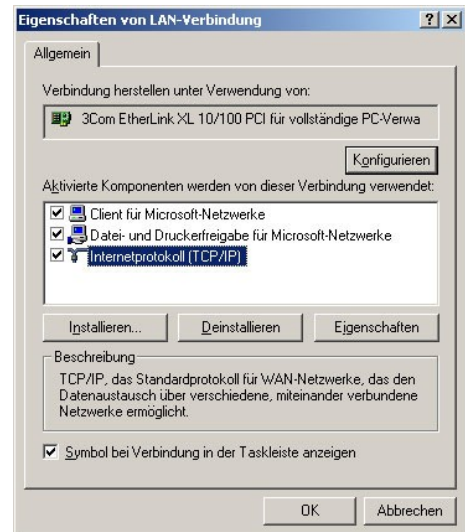 Eigenschaften von LAN-Verbindung
Allgemein
Verbindung herstellen unter Verwendung von:
3Com EtherLink XL 10/100 PCI für vollständige PC-Verwa
Konfigurieren
Aktivierte Komponenten werden von dieser Verbindung verwendet:
Client für Microsoft-Netzwerke
Datei- und Druckerfreigabe für Microsoft-Netzwerke
Internetprotokoll (TCP/IP)
Installieren... Deinstallieren Eigenschaften
Beschreibung
TCP/IP, das Standardprotokoll für WAN-Netzwerke, das den
Datenaustausch über verschiedene, miteinander verbundene
Netzwerke ermöglicht.
Symbol bei Verbindung in der Taskleiste anzeigen
OK Abbrechen